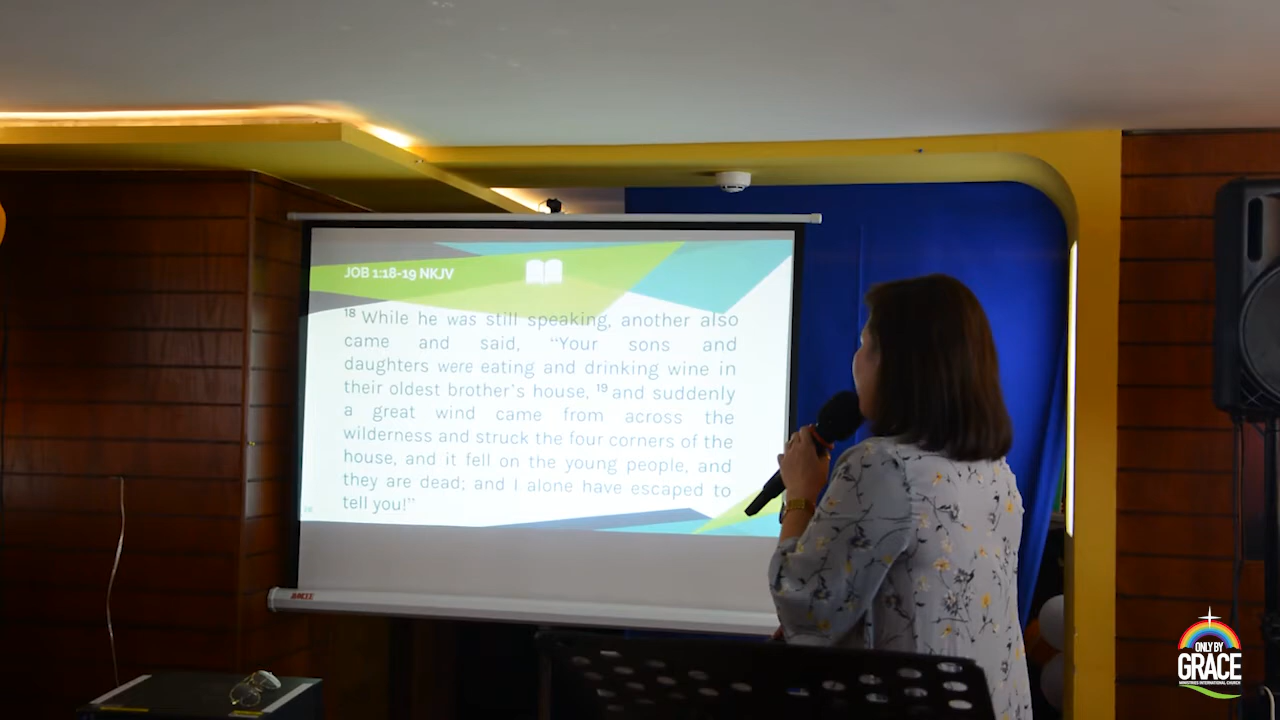 JOB 1:18-19 NKJV
18 While he was still speaking, another also
came and said, “Your sons and
daughters were eating and drinking wine in
their oldest brother’s house, 19 and suddenly
a great wind came from across the
wilderness and struck the four corners of the
house, and it fell on the young people, and
they are dead; and I alone have escaped to
tell you!”
ONLY BY
GRACE
MINISTRIES INTERNATIONAL CHURCH